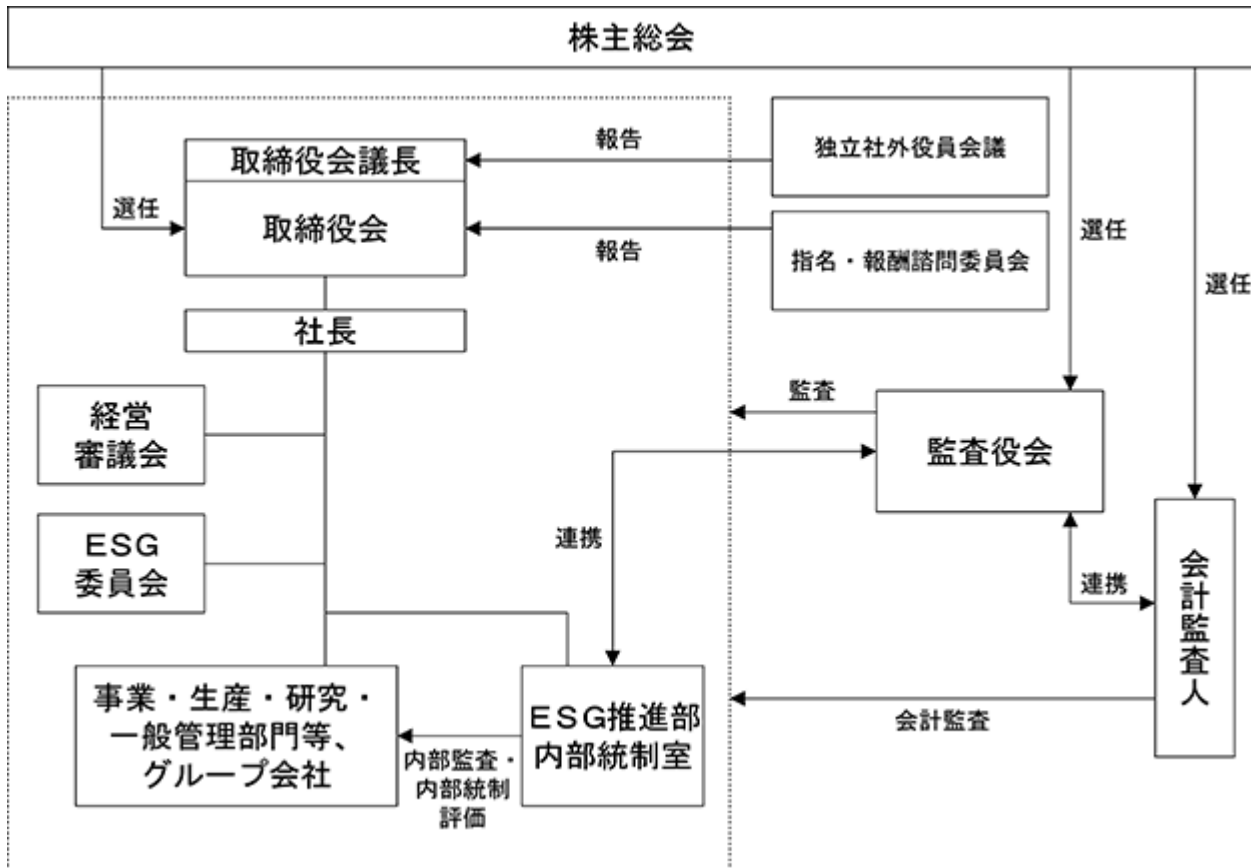 株主総会
取締役会議長
取締役会
選任
報告
独立社外役員会議
報告
指名・報酬諮問委員会
選任
選任
社長
経営
審議会
監査
監査役会
ESG
委員会
連携
連携
会計監査人
事業・生産・研究・
一般管理部門等、
グループ会社
ESG推進部
内部統制室
内部監査・
内部統制
評価
会計監査